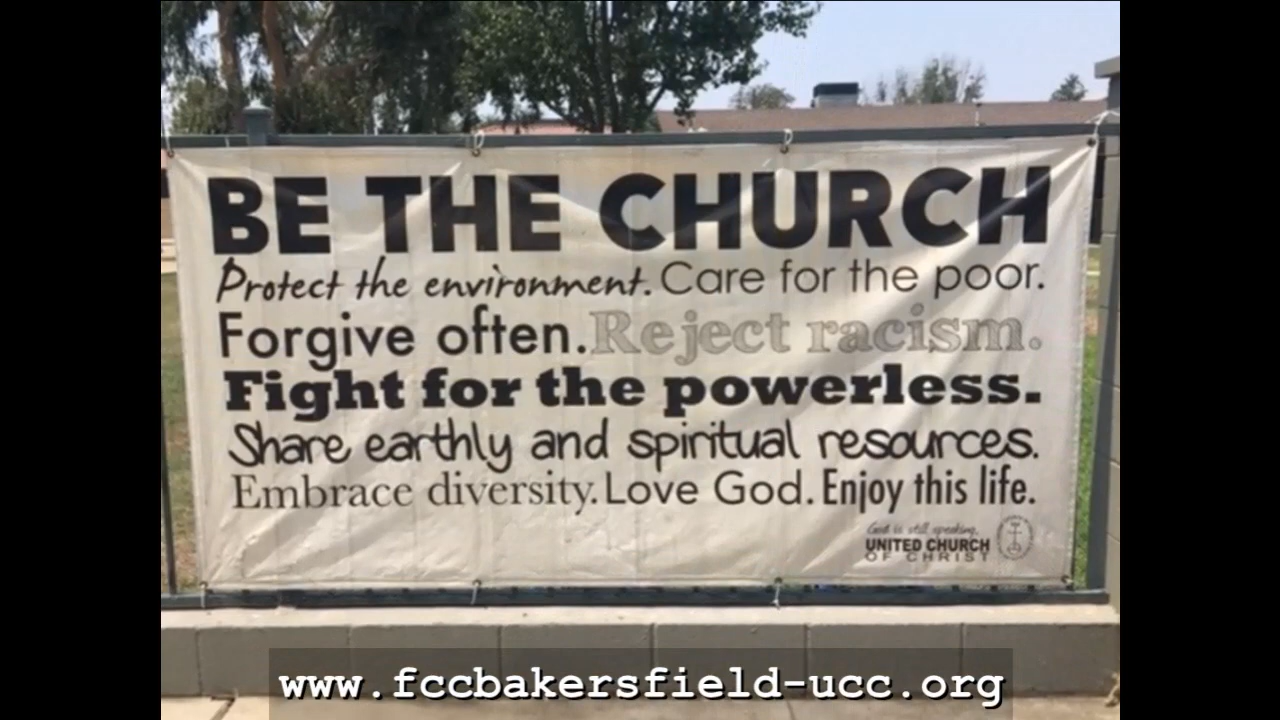 BE THE CHURCH
Protect the environment. Care for the poor.
Forgive often. Reject racism.
Fight for the powerless.
Share earthly and spiritual resources.
Embrace diversity. Love God. Enjoy this life.
God is still speaking,
UNITED CHURCH
OF CHRIST
www.fccbakersfield-ucc.org